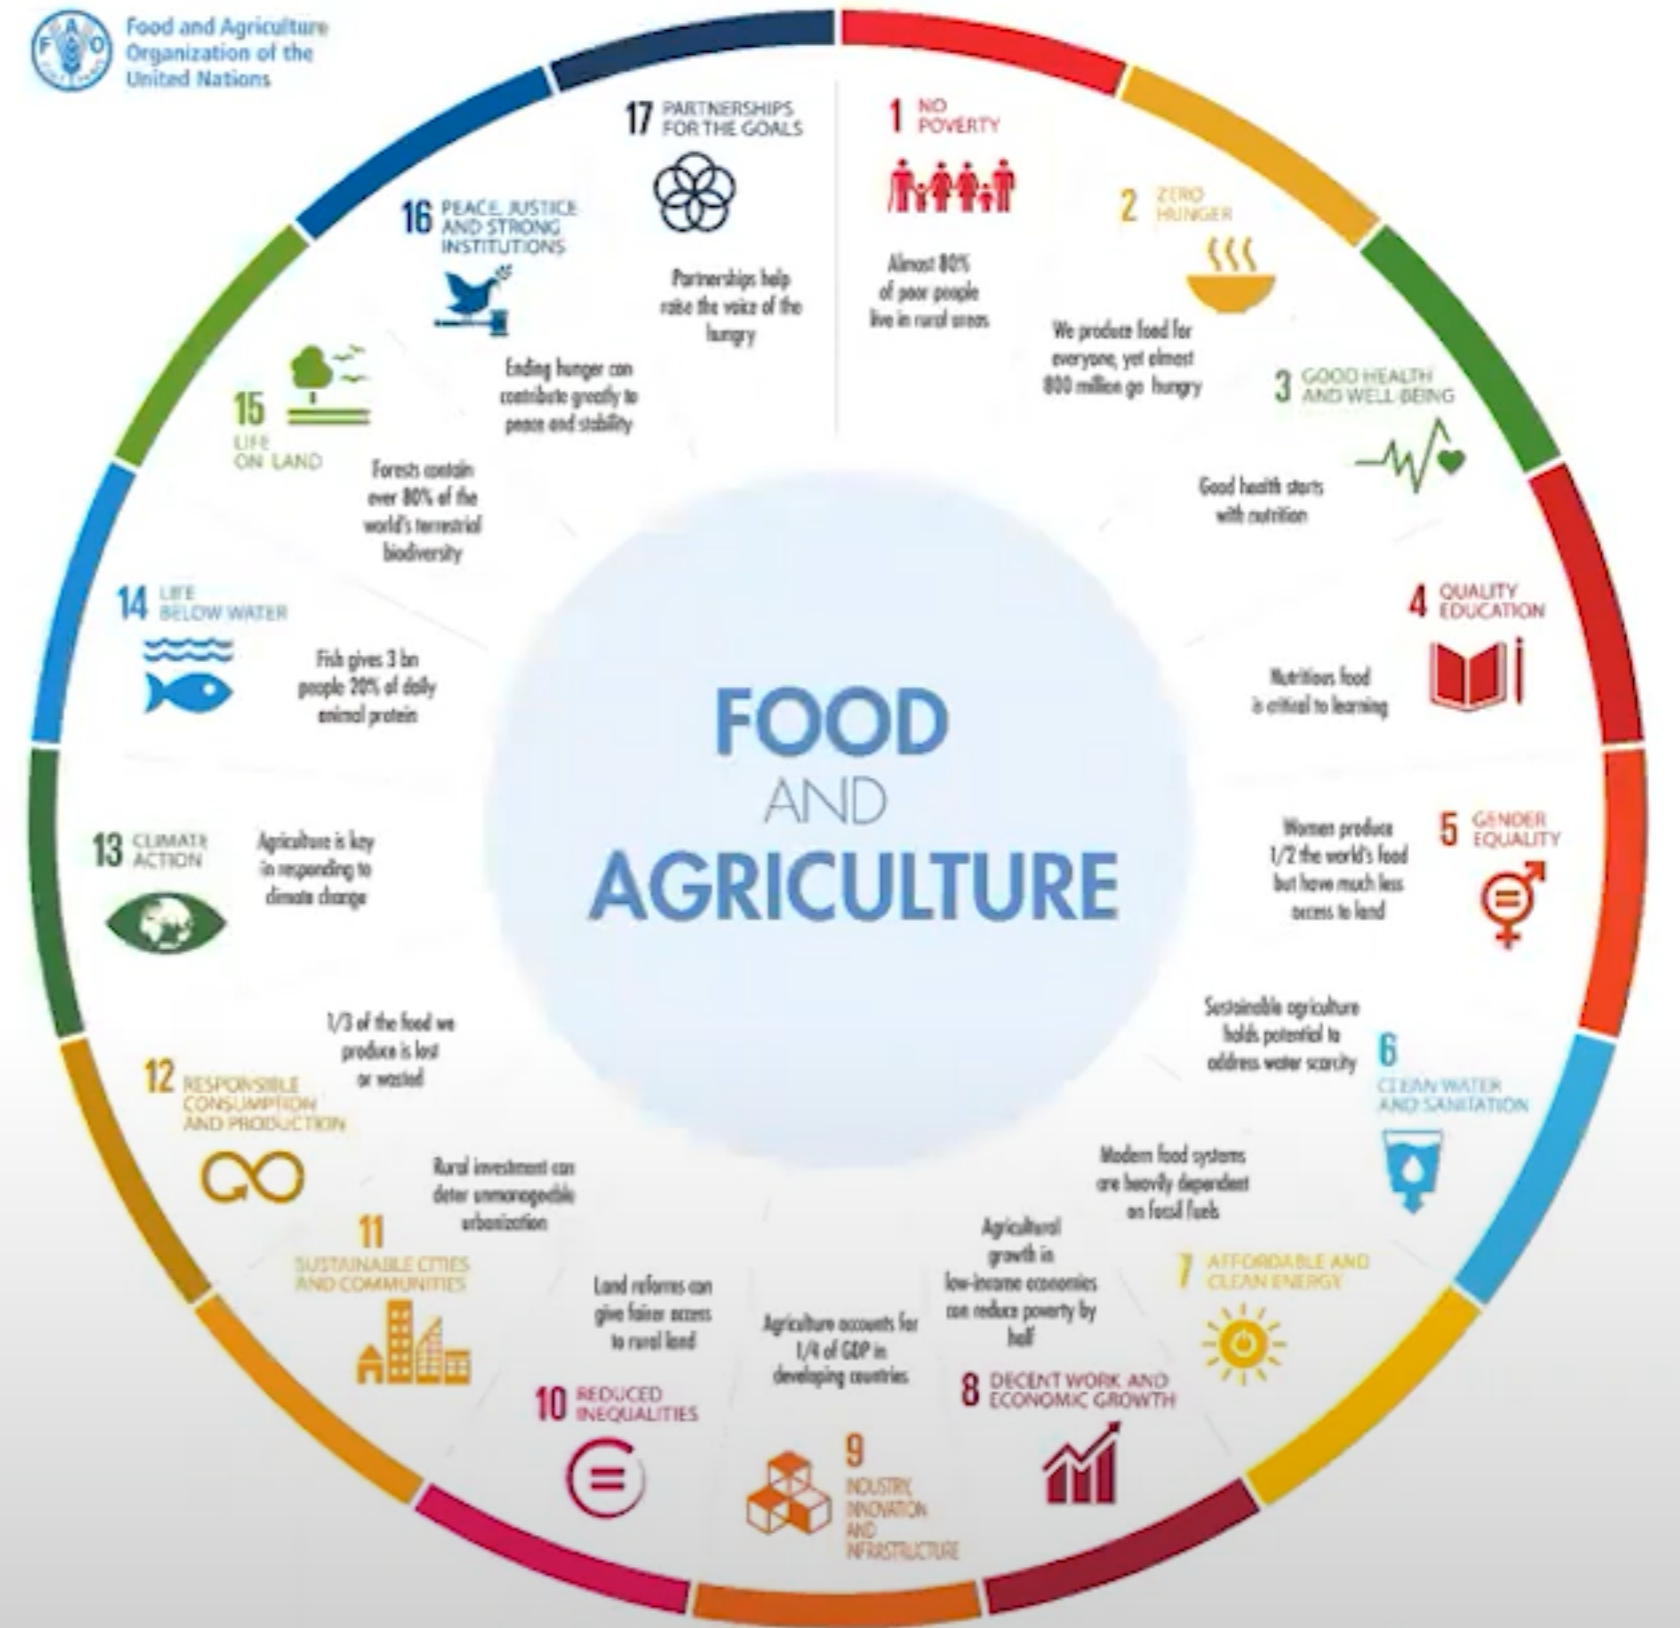 Food and Agriculture
Organization of the
United Nations
17 PARTNERSHIPS
FOR THE GOALS
Partnerships help
raise the voice of the
hungry
1 NO
POVERTY
Almost 80%
of poor people
live in rural areas
2 ZERO
HUNGER
We produce food for
everyone, yet almost
800 million go hungry
3 GOOD HEALTH
AND WELL-BEING
Good health starts
with nutrition
4 QUALITY
EDUCATION
Nutritious food
is critical to learning
5 GENDER
EQUALITY
Women produce
1/2 the world's food
but have much less
access to land
6
CLEAN WATER
AND SANITATION
Sustainable agriculture
holds potential to
address water scarcity
7 AFFORDABLE AND
CLEAN ENERGY
Modern food systems
are heavily dependent
on fossil fuels
8 DECENT WORK AND
ECONOMIC GROWTH
Agricultural
growth in
low-income economies
can reduce poverty by
half
9
INDUSTRY,
INNOVATION
AND
INFRASTRUCTURE
Agriculture accounts for
1/4 of GDP in
developing countries
10 REDUCED
INEQUALITIES
Land reforms can
give fairer access
to rural land
11
SUSTAINABLE CITIES
AND COMMUNITIES
Rural investment can
deter unmanageable
urbanization
12 RESPONSIBLE
CONSUMPTION
AND PRODUCTION
1/3 of the food we
produce is lost
or wasted
13 CLIMATE
ACTION
Agriculture is key
in responding to
climate change
14 LIFE
BELOW WATER
Fish gives 3 bn
people 20% of daily
animal protein
15
LIFE
ON LAND
Forests contain
over 80% of the
world's terrestrial
biodiversity
16 PEACE, JUSTICE
AND STRONG
INSTITUTIONS
Ending hunger can
contribute greatly to
peace and stability
FOOD
AND
AGRICULTURE